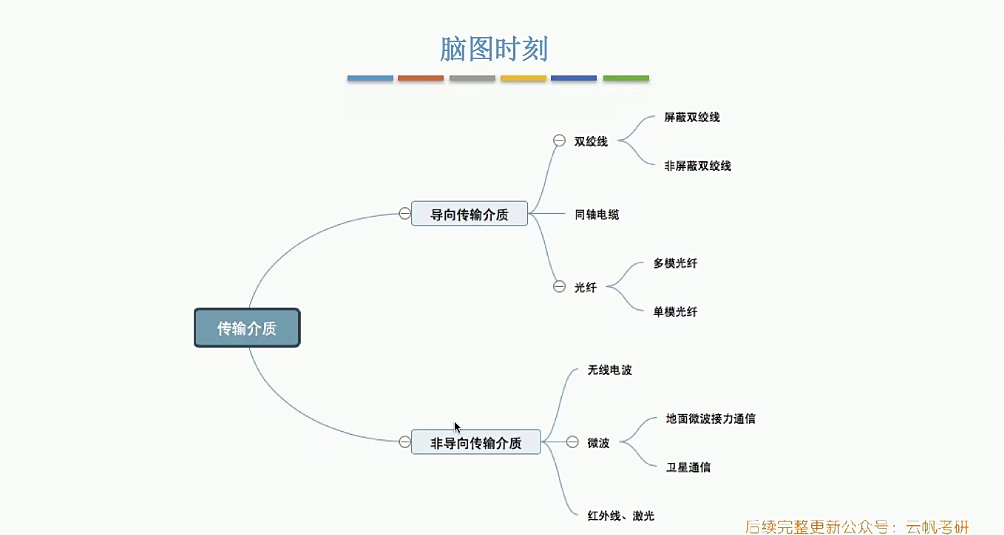 脑图时刻
屏蔽双绞线
双绞线
非屏蔽双绞线
导向传输介质
同轴电缆
多模光纤
光纤
单模光纤
传输介质
无线电波
地面微波接力通信
非导向传输介质
微波
卫星通信
红外线、激光
后续完整更新公众号：云帆考研